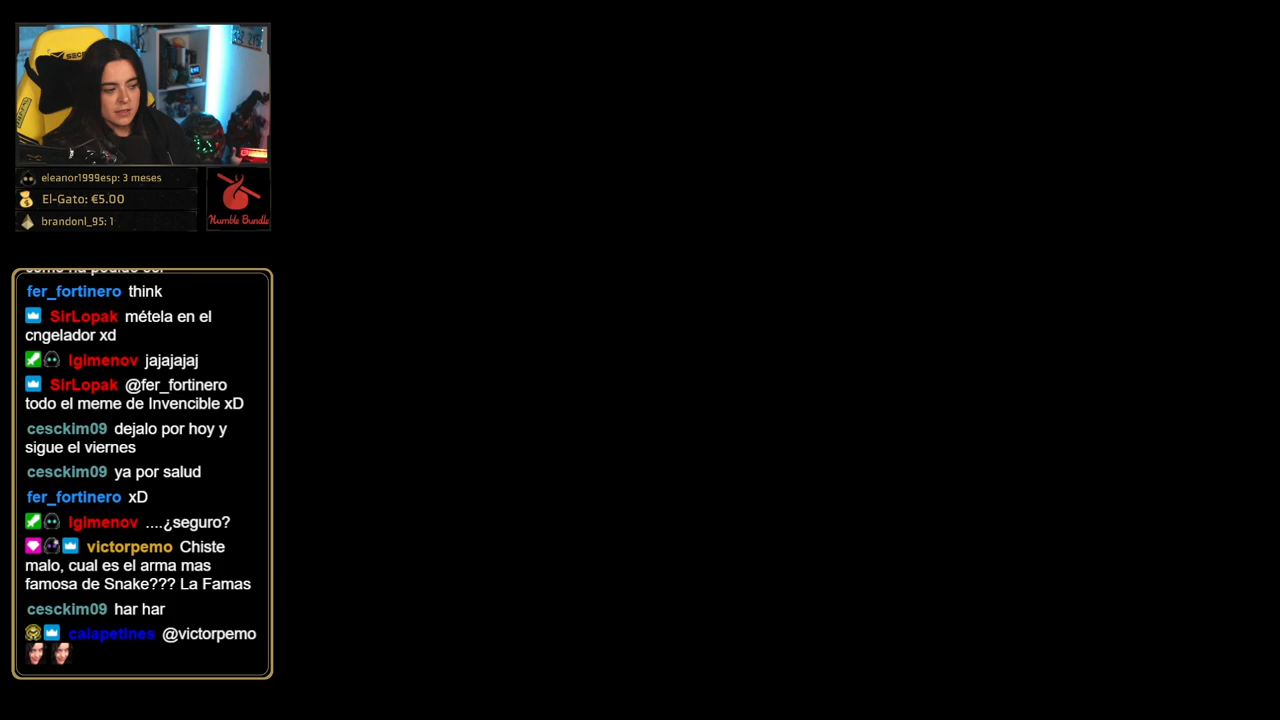 SECRE
eleanor1999esp: 3 meses
El-Gato: €5.00
brandonl_95: 1
Humble Bundle
fer_fortinero think
SirLopak métela en el
cngelador xd
Igimenov jajajajaj
SirLopak @fer_fortinero
todo el meme de Invencible xD
cesckim09 dejalo por hoy y
sigue el viernes
cesckim09 ya por salud
fer_fortinero xD
Igimenov ....¿seguro?
victorpemo Chiste
malo, cual es el arma mas
famosa de Snake??? La Famas
cesckim09 har har
calapetines @victorpemo